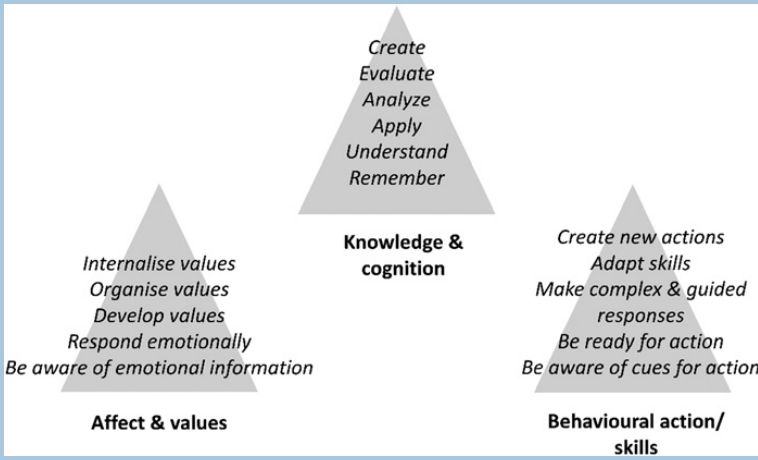 Create
Evaluate
Analyze
Apply
Understand
Remember
Knowledge &
cognition
Internalise values
Organise values
Develop values
Respond emotionally
Be aware of emotional information
Affect & values
Create new actions
Adapt skills
Make complex & guided
responses
Be ready for action
Be aware of cues for action
Behavioural action/
skills